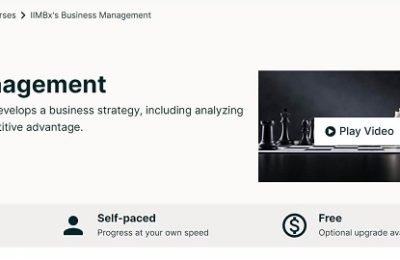 rses > IIMBx's Business Management
nagement
evelops a business strategy, including analyzing
titive advantage.
Play Video
Self-paced
Progress at your own speed
Free
Optional upgrade ava